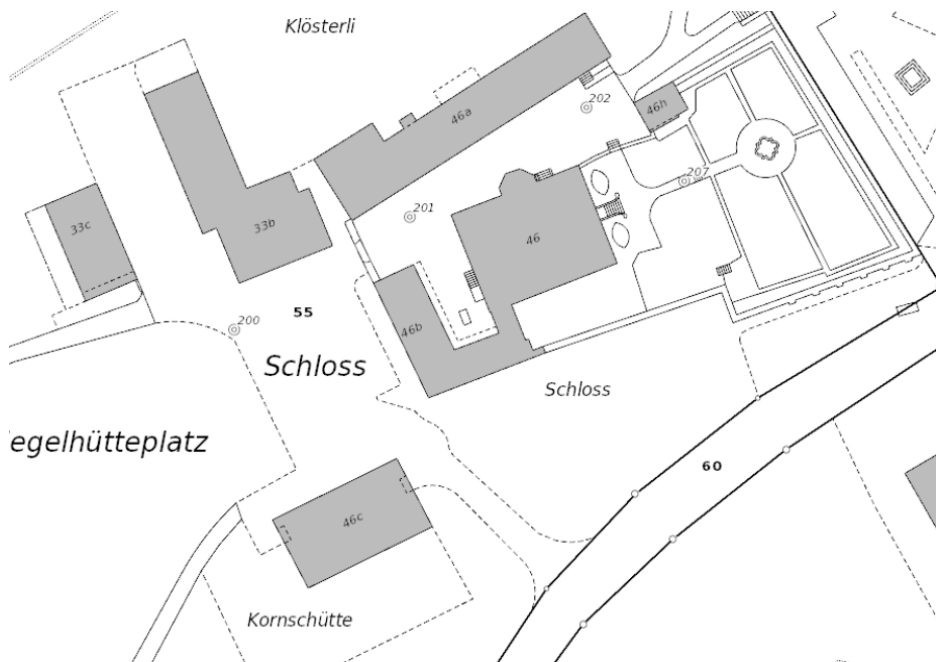 Klösterli
46a
202
46h
207
33c
33b
201
46
200
55
46b
Schloss
Schloss
egelhütteplatz
60
46c
Kornschütte